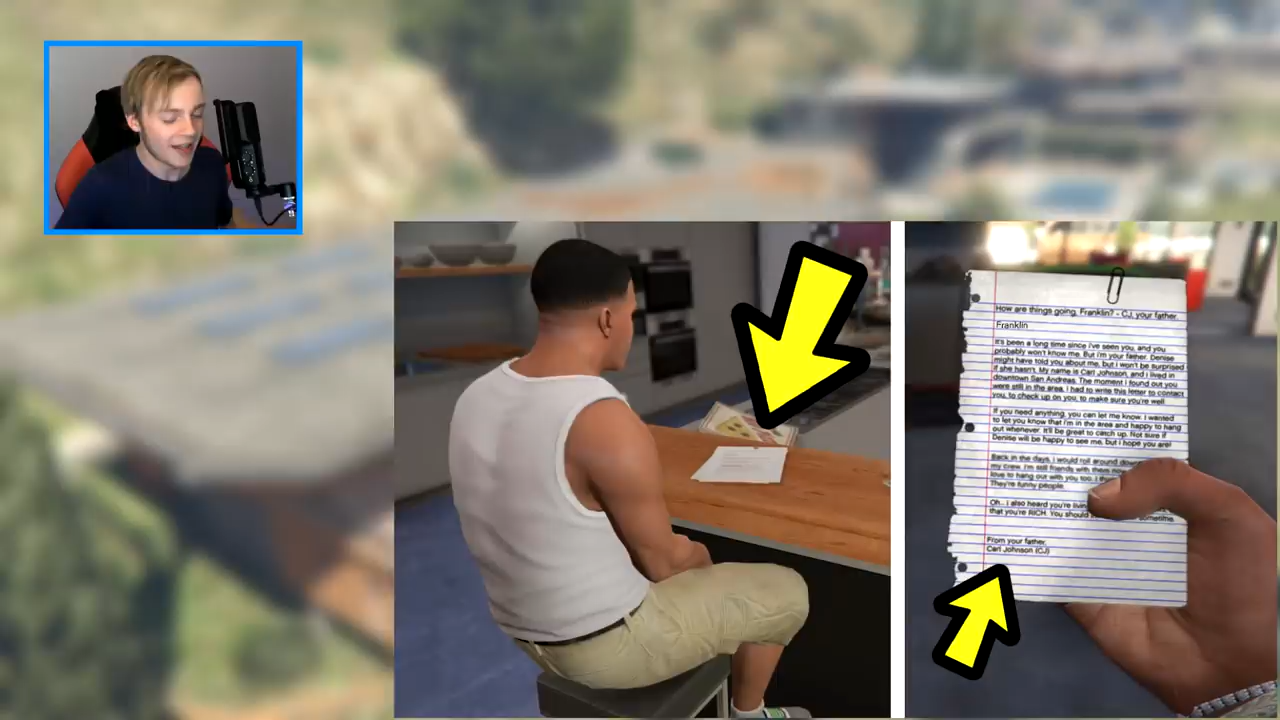 How are things going, Franklin? - CJ, your father.
Franklin
It's been a long time since i've seen you, and you
probably won't know me. But i'm your father. Denise
might have told you about me, but I won't be surprised
if she hasn't. My name is Carl Johnson, and i lived in
downtown San Andreas. The moment i found out you
were still in the area, I had to write this letter to contact
you, to check up on you, to make sure you're well.
If you need anything, you can let me know. I wanted
to let you know that i'm in the area and happy to hang
out whenever. It'll be great to catch up. Not sure if
Denise will be happy to see me, but i hope you are!
Back in the days, I would roll around
my crew. I'm still friends with them
love to hang out with you too. I
They're funny people.
Oh.. I also heard you're
that you're RICH. You should sometime.
From your father,
Carl Johnson (CJ)